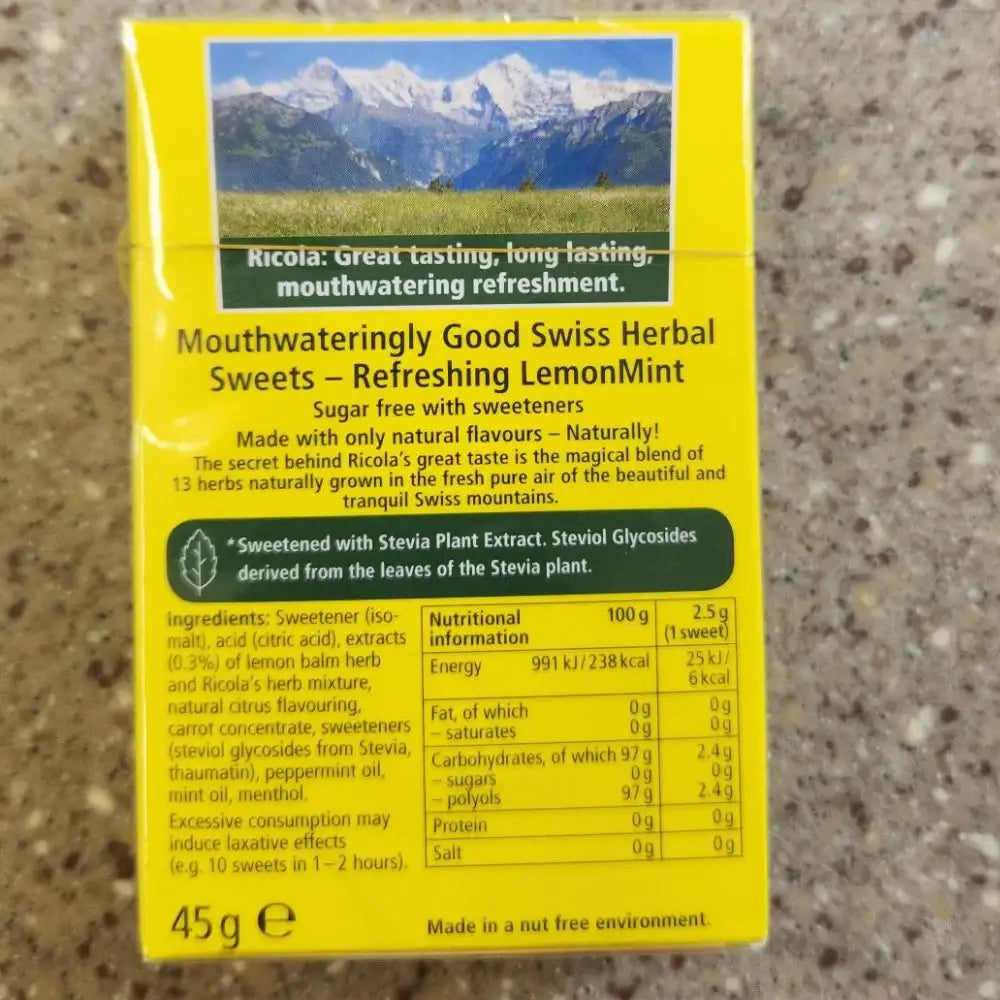 Ricola: Great tasting, long lasting,
mouthwatering refreshment.
Mouthwateringly Good Swiss Herbal
Sweets – Refreshing LemonMint
Sugar free with sweeteners
Made with only natural flavours – Naturally!
The secret behind Ricola's great taste is the magical blend of
13 herbs naturally grown in the fresh pure air of the beautiful and
tranquil Swiss mountains.
*Sweetened with Stevia Plant Extract. Steviol Glycosides
derived from the leaves of the Stevia plant.
Ingredients: Sweetener (iso-
malt), acid (citric acid), extracts
(0.3%) of lemon balm herb
and Ricola's herb mixture,
natural citrus flavouring,
carrot concentrate, sweeteners
(steviol glycosides from Stevia,
thaumatin), peppermint oil,
mint oil, menthol.
Excessive consumption may
induce laxative effects
(e.g. 10 sweets in 1–2 hours).
Nutritional 100 g 2.5 g
information (1 sweet)
Energy 991 kJ/238 kcal 25 kJ/
6 kcal
Fat, of which 0 g 0 g
– saturates 0 g 0 g
Carbohydrates, of which 97 g 2.4 g
– sugars 0 g 0 g
– polyols 97 g 2.4 g
Protein 0 g 0 g
Salt 0 g 0 g
45 g ℮
Made in a nut free environment.